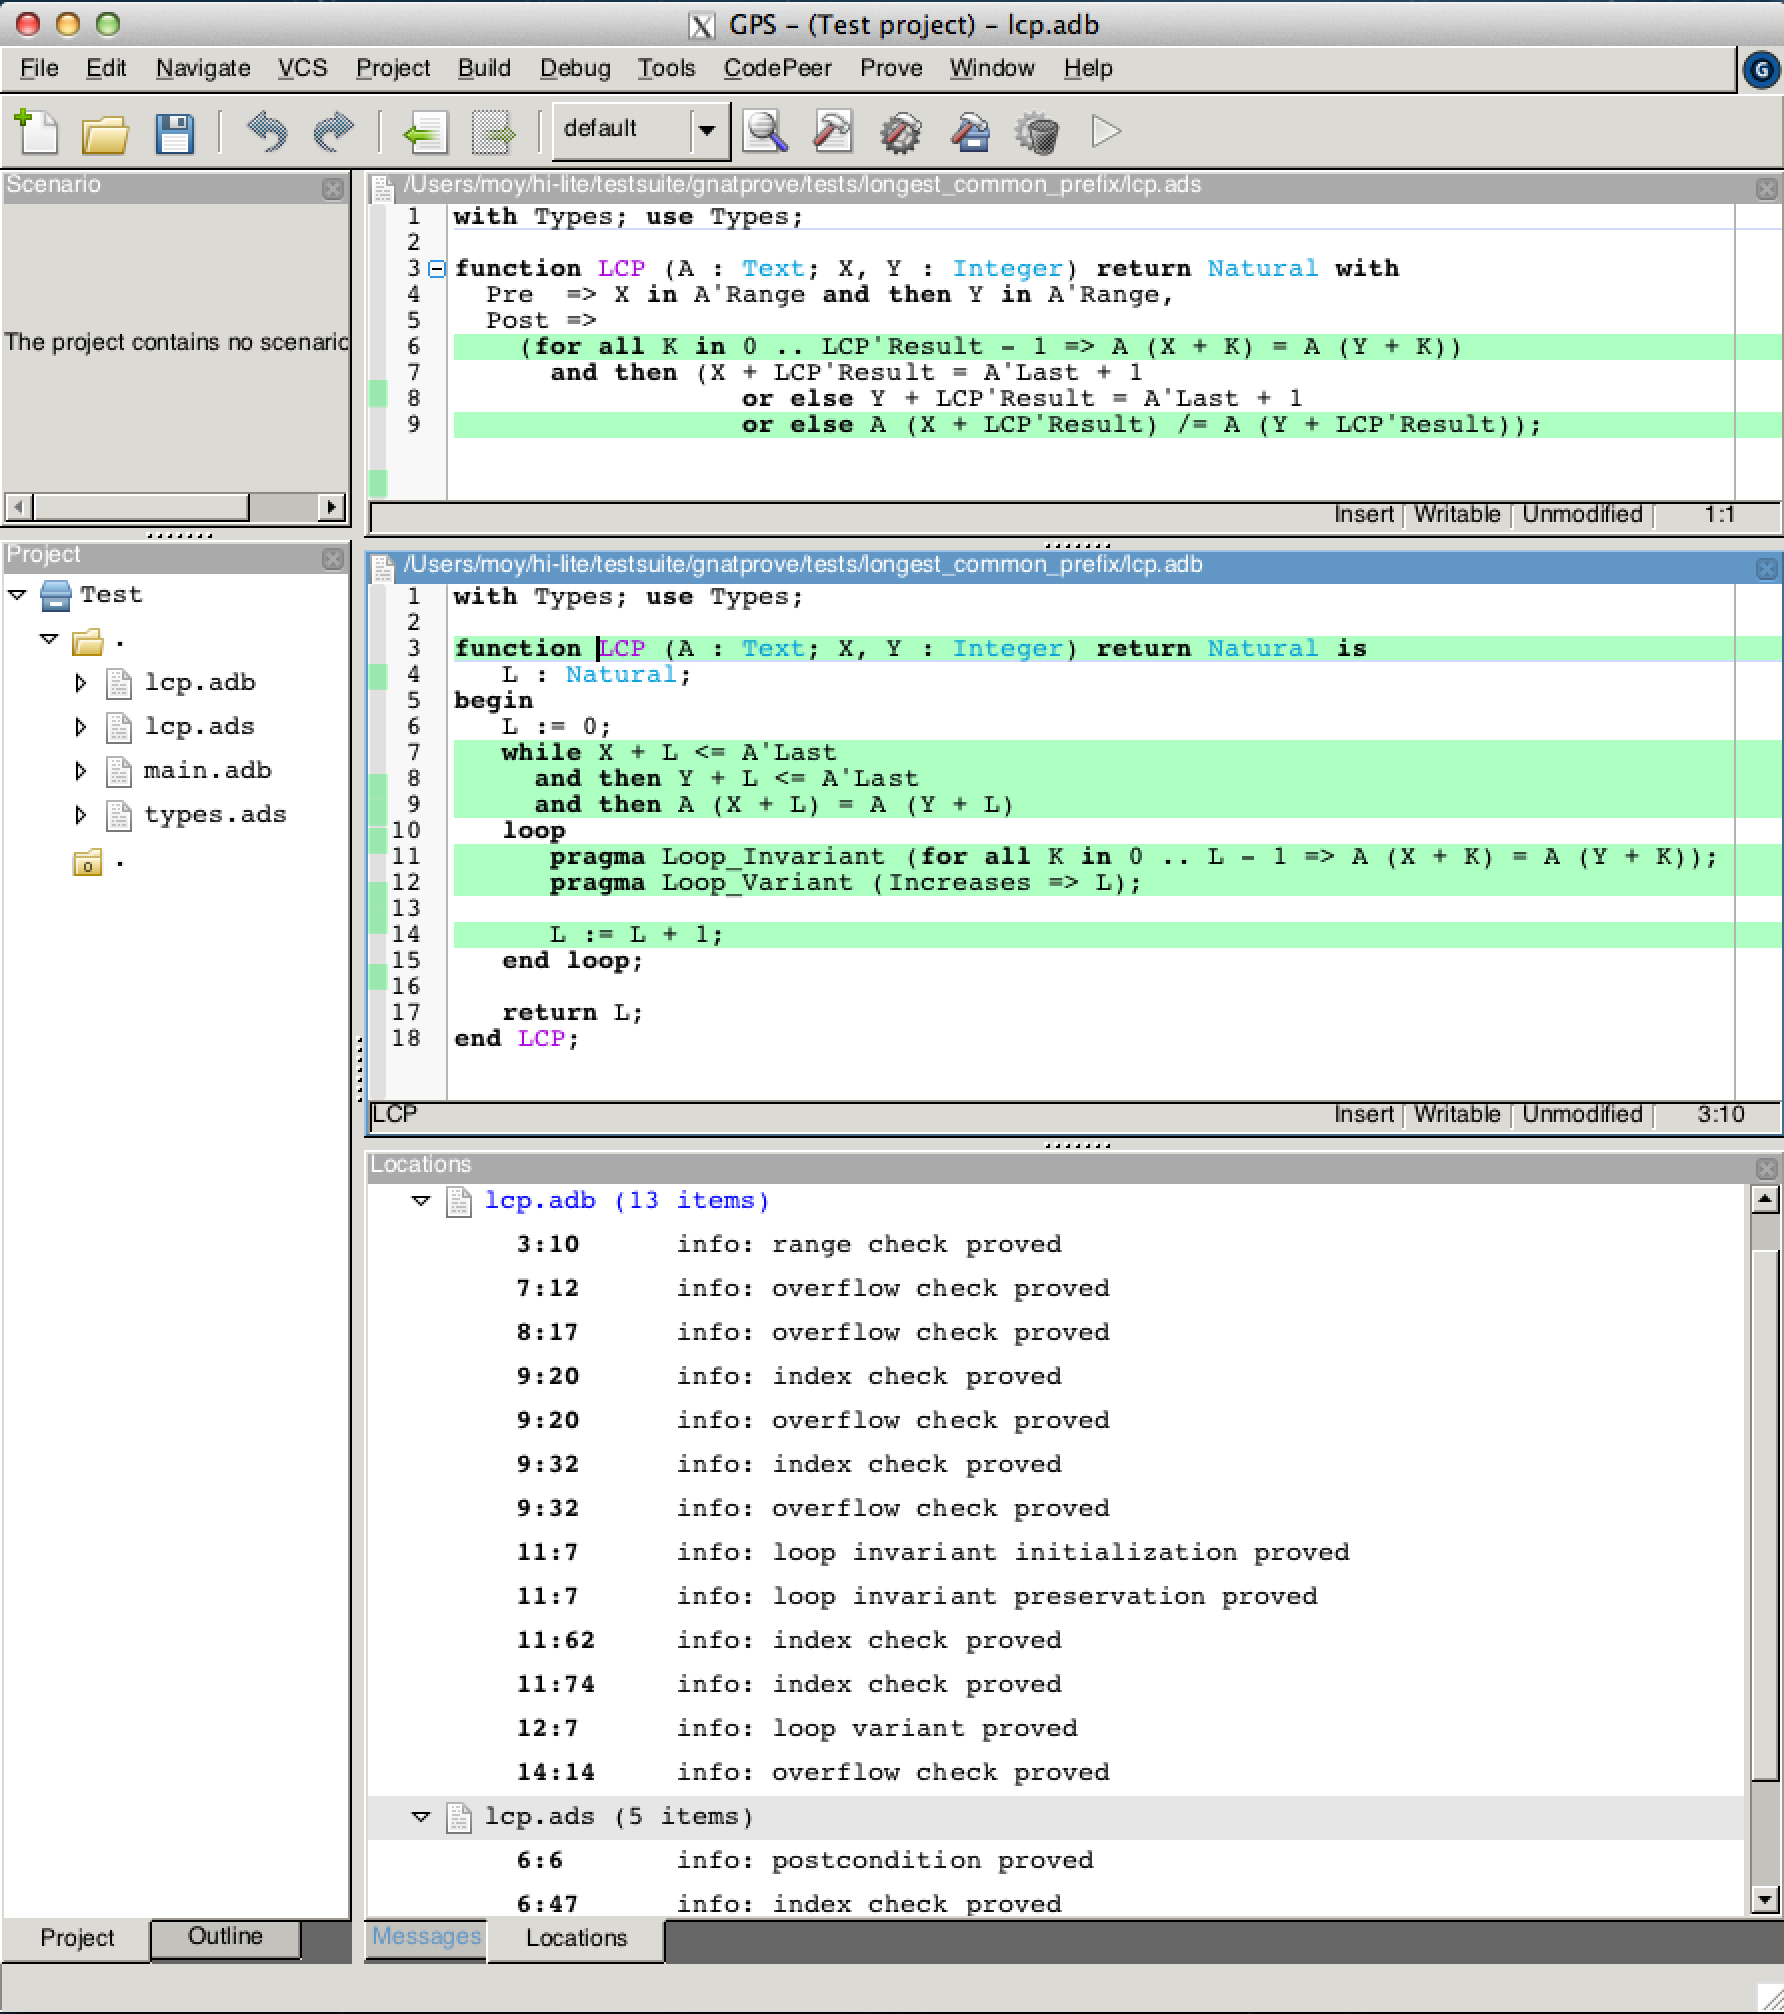 GPS - (Test project) - lcp.adb
File Edit Navigate VCS Project Build Debug Tools CodePeer Prove Window Help
G
default
Scenario
The project contains no scenaric
/Users/moy/hi-lite/testsuite/gnatprove/tests/longest_common_prefix/lcp.ads
1 with Types; use Types;
2
3 function LCP (A : Text; X, Y : Integer) return Natural with
4 Pre => X in A'Range and then Y in A'Range,
5 Post =>
6 (for all K in 0 .. LCP'Result - 1 => A (X + K) = A (Y + K))
7 and then (X + LCP'Result = A'Last + 1
8 or else Y + LCP'Result = A'Last + 1
9 or else A (X + LCP'Result) /= A (Y + LCP'Result));
Insert Writable Unmodified 1:1
Project
Test
.
lcp.adb
lcp.ads
main.adb
types.ads
.
/Users/moy/hi-lite/testsuite/gnatprove/tests/longest_common_prefix/lcp.adb
1 with Types; use Types;
2
3 function LCP (A : Text; X, Y : Integer) return Natural is
4 L : Natural;
5 begin
6 L := 0;
7 while X + L <= A'Last
8 and then Y + L <= A'Last
9 and then A (X + L) = A (Y + L)
10 loop
11 pragma Loop_Invariant (for all K in 0 .. L - 1 => A (X + K) = A (Y + K));
12 pragma Loop_Variant (Increases => L);
13
14 L := L + 1;
15 end loop;
16
17 return L;
18 end LCP;
LCP Insert Writable Unmodified 3:10
Locations
lcp.adb (13 items)
3:10 info: range check proved
7:12 info: overflow check proved
8:17 info: overflow check proved
9:20 info: index check proved
9:20 info: overflow check proved
9:32 info: index check proved
9:32 info: overflow check proved
11:7 info: loop invariant initialization proved
11:7 info: loop invariant preservation proved
11:62 info: index check proved
11:74 info: index check proved
12:7 info: loop variant proved
14:14 info: overflow check proved
lcp.ads (5 items)
6:6 info: postcondition proved
6:47 info: index check proved
Project Outline
Messages Locations